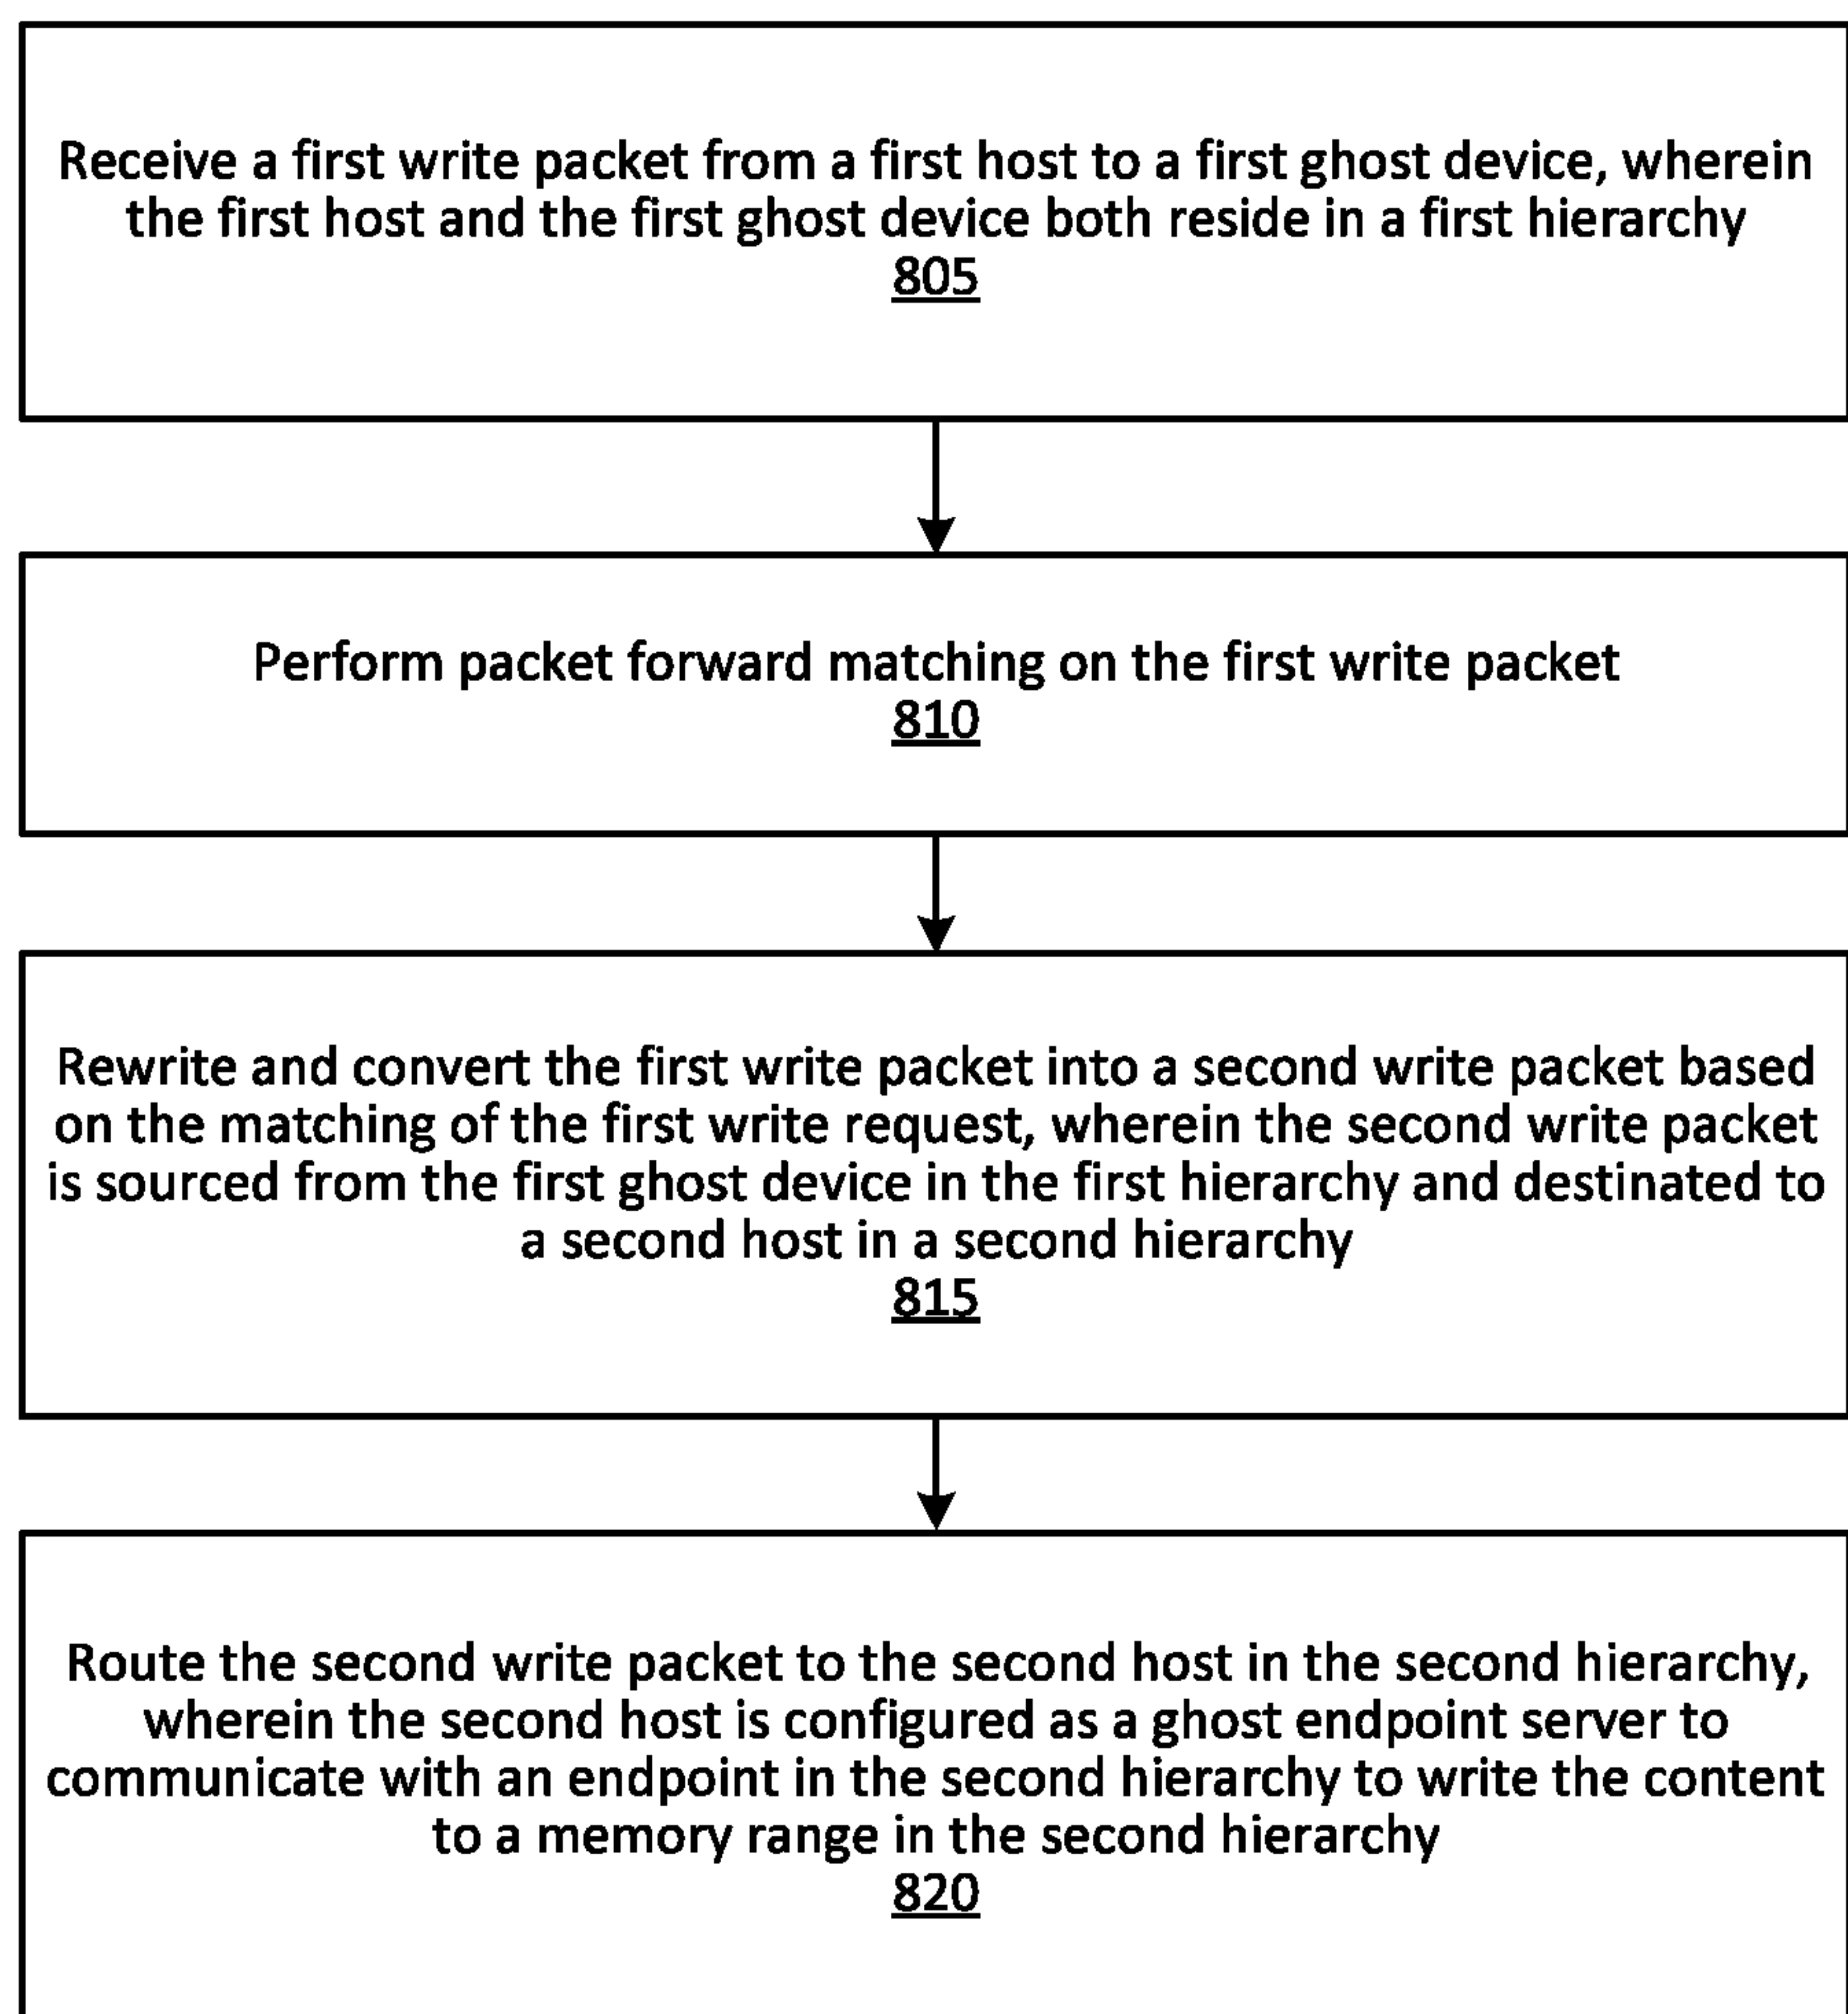 Receive a first write packet from a first host to a first ghost device, wherein
the first host and the first ghost device both reside in a first hierarchy
805
Perform packet forward matching on the first write packet
810
Rewrite and convert the first write packet into a second write packet based
on the matching of the first write request, wherein the second write packet
is sourced from the first ghost device in the first hierarchy and destinated to
a second host in a second hierarchy
815
Route the second write packet to the second host in the second hierarchy,
wherein the second host is configured as a ghost endpoint server to
communicate with an endpoint in the second hierarchy to write the content
to a memory range in the second hierarchy
820